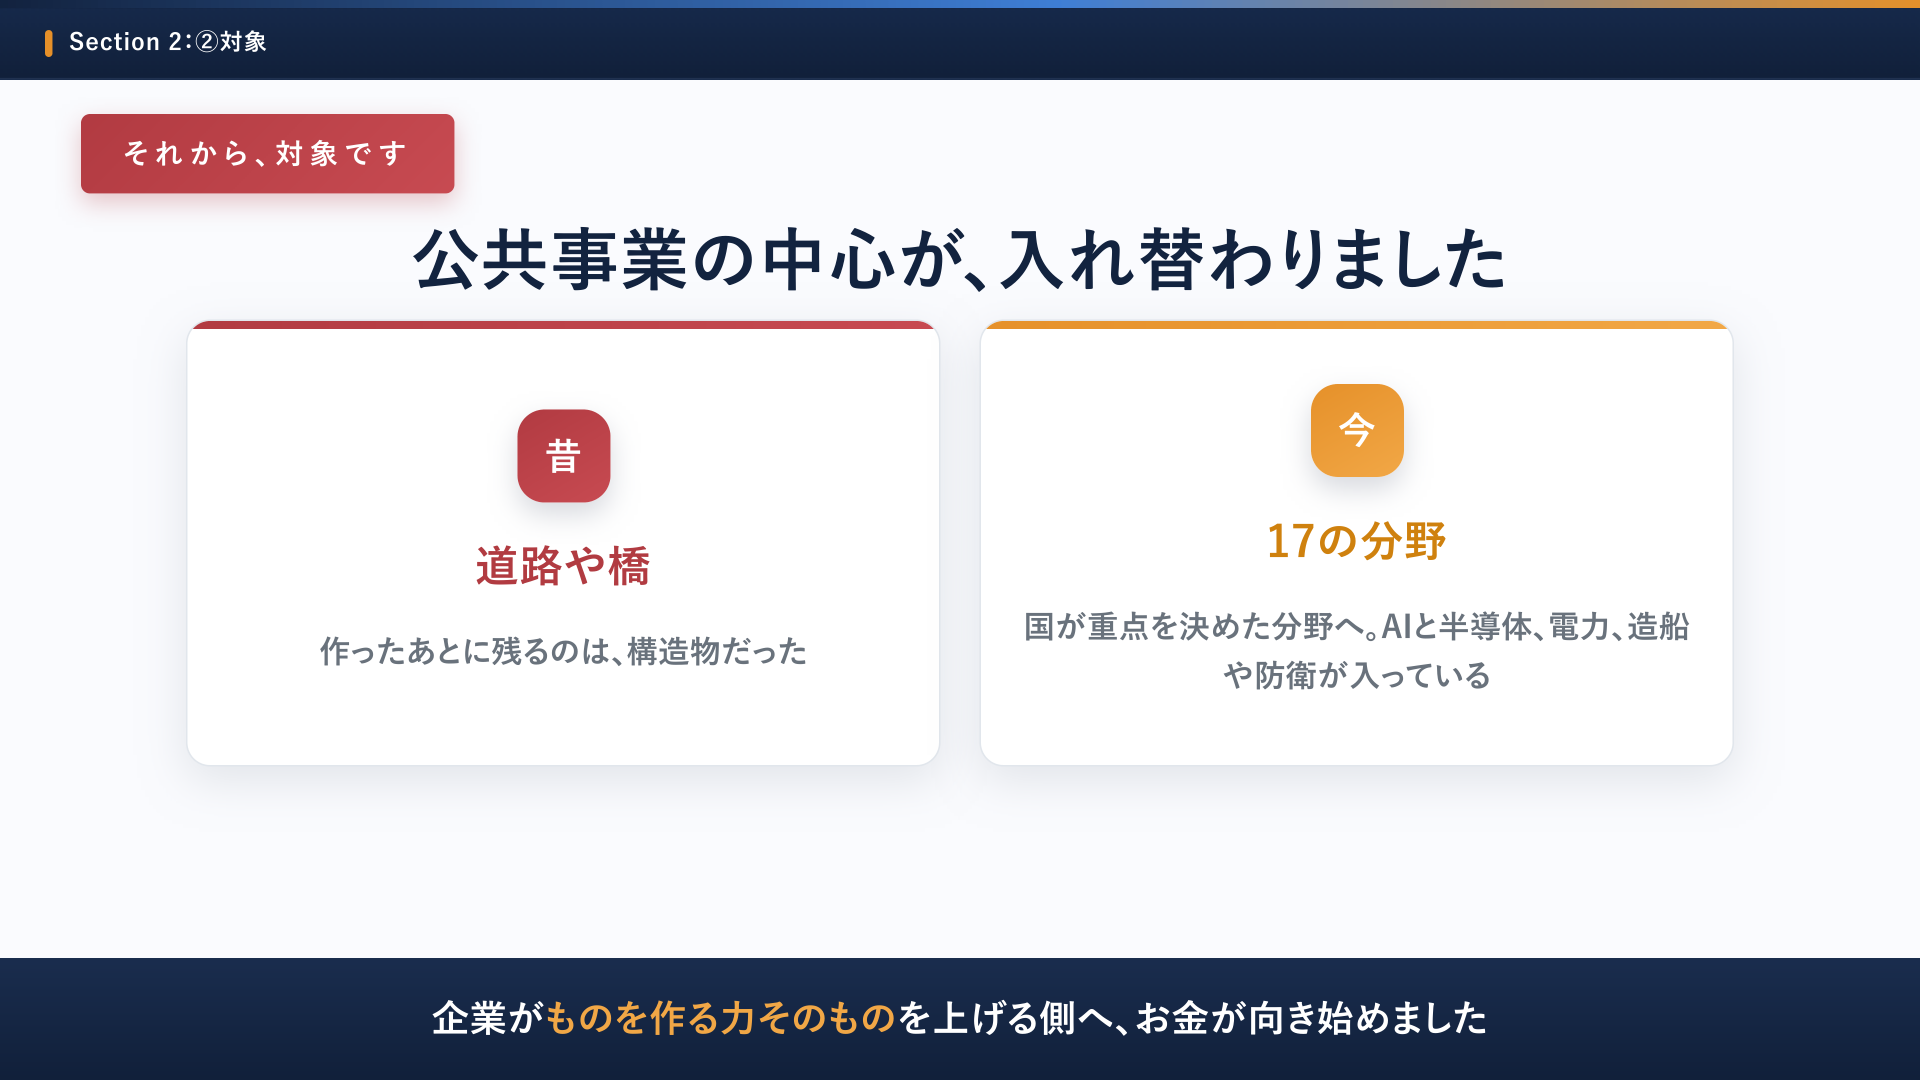 Section 2：②対象
それから、対象です
公共事業の中心が、入れ替わりました
昔
道路や橋
作ったあとに残るのは、構造物だった
今
17の分野
国が重点を決めた分野へ。AIと半導体、電力、造船
や防衛が入っている
企業がものを作る力そのものを上げる側へ、お金が向き始めました